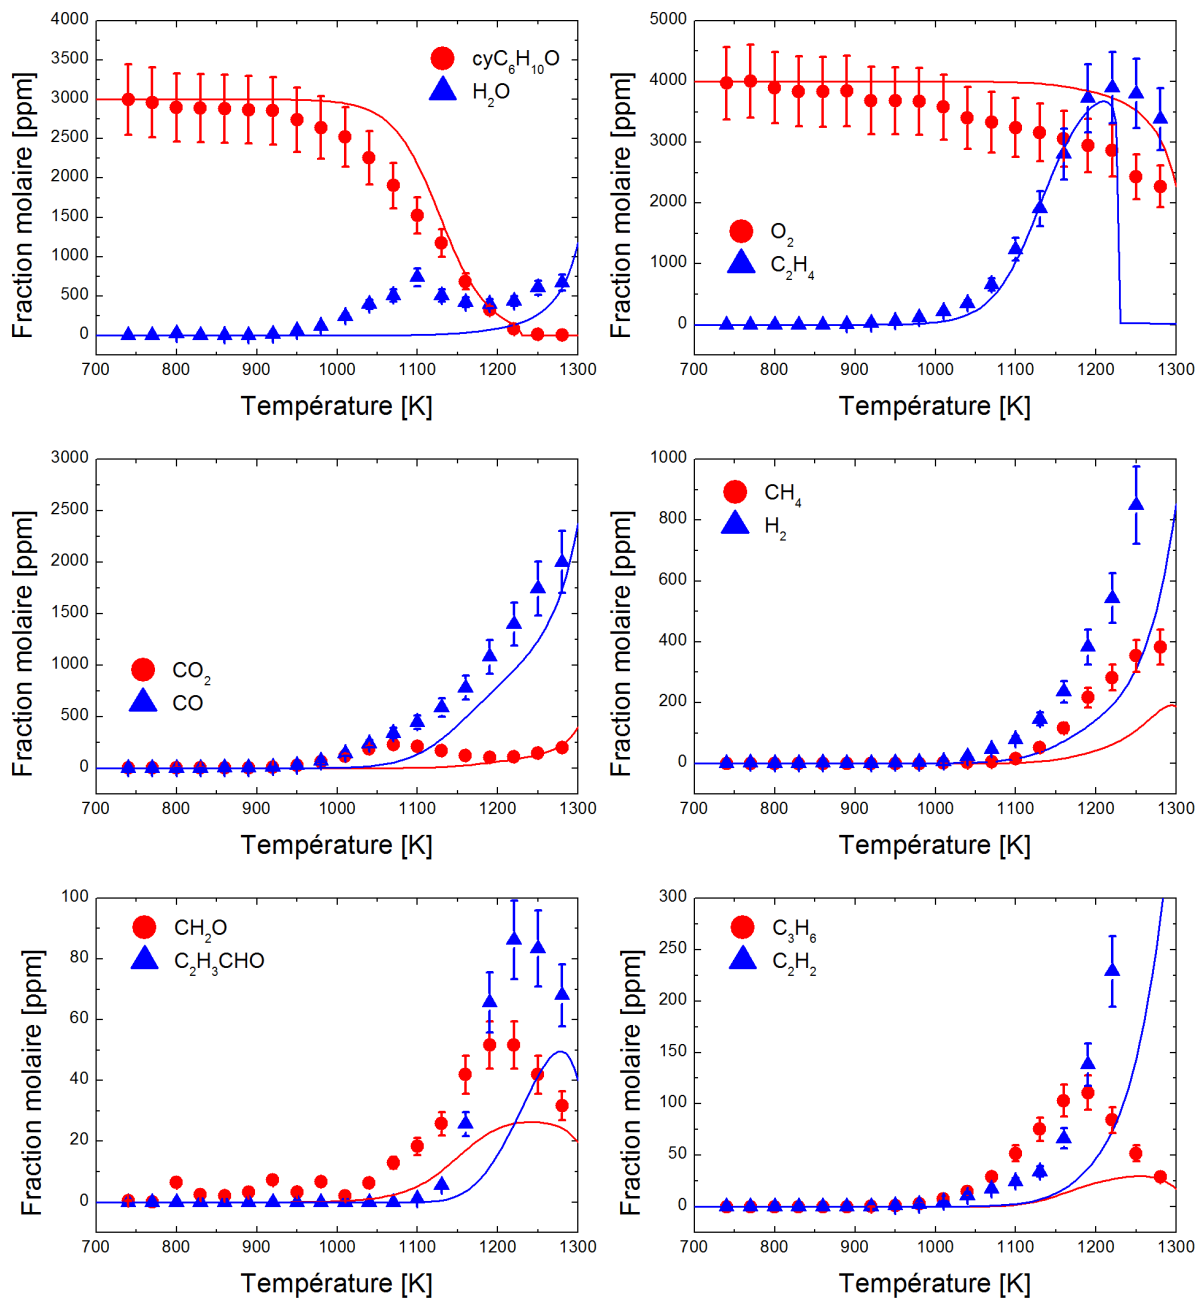 4000
3500
3000
2500
2000
1500
1000
500
0
700 800 900 1000 1100 1200 1300
Fraction molaire [ppm]
Température [K]
cyC6H10O
H2O
5000
4000
3000
2000
1000
0
700 800 900 1000 1100 1200 1300
Fraction molaire [ppm]
Température [K]
O2
C2H4
3000
2500
2000
1500
1000
500
0
700 800 900 1000 1100 1200 1300
Fraction molaire [ppm]
Température [K]
CO2
CO
1000
800
600
400
200
0
700 800 900 1000 1100 1200 1300
Fraction molaire [ppm]
Température [K]
CH4
H2
100
80
60
40
20
0
700 800 900 1000 1100 1200 1300
Fraction molaire [ppm]
Température [K]
CH2O
C2H3CHO
300
250
200
150
100
50
0
700 800 900 1000 1100 1200 1300
Fraction molaire [ppm]
Température [K]
C3H6
C2H2